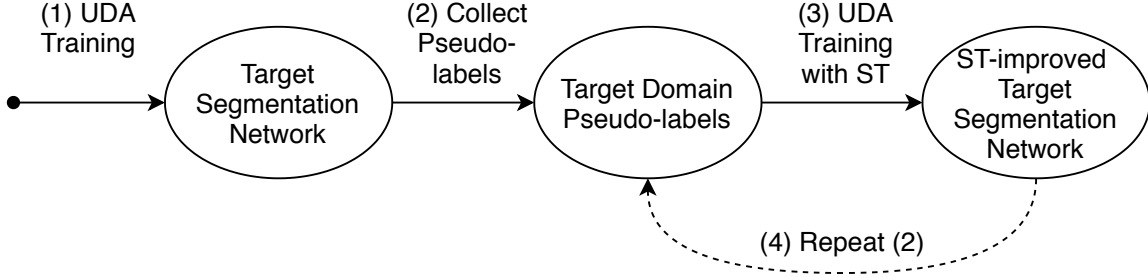 (1) UDA
Training
Target
Segmentation
Network
(2) Collect
Pseudo-
labels
Target Domain
Pseudo-labels
(3) UDA
Training
with ST
ST-improved
Target
Segmentation
Network
(4) Repeat (2)